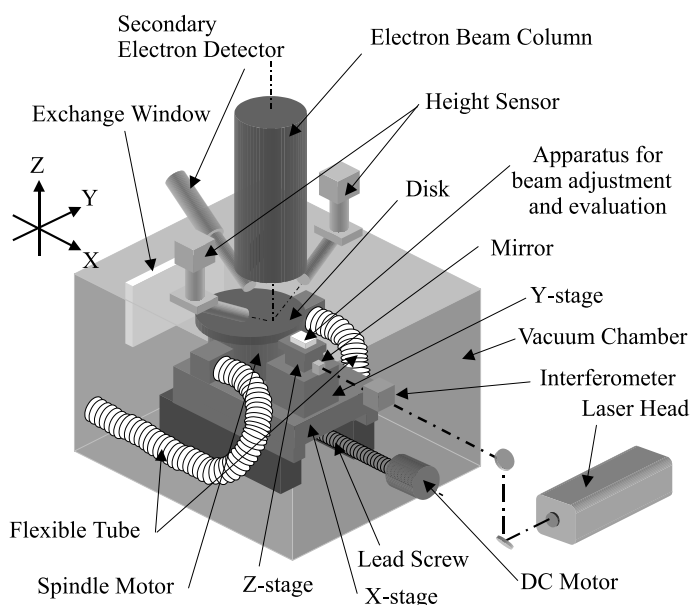 Secondary
Electron Detector
Electron Beam Column
Exchange Window
Height Sensor
Z
Y
X
Disk
Apparatus for
beam adjustment
and evaluation
Mirror
Y-stage
Vacuum Chamber
Interferometer
Laser Head
Flexible Tube
Spindle Motor
Z-stage
Lead Screw
X-stage
DC Motor